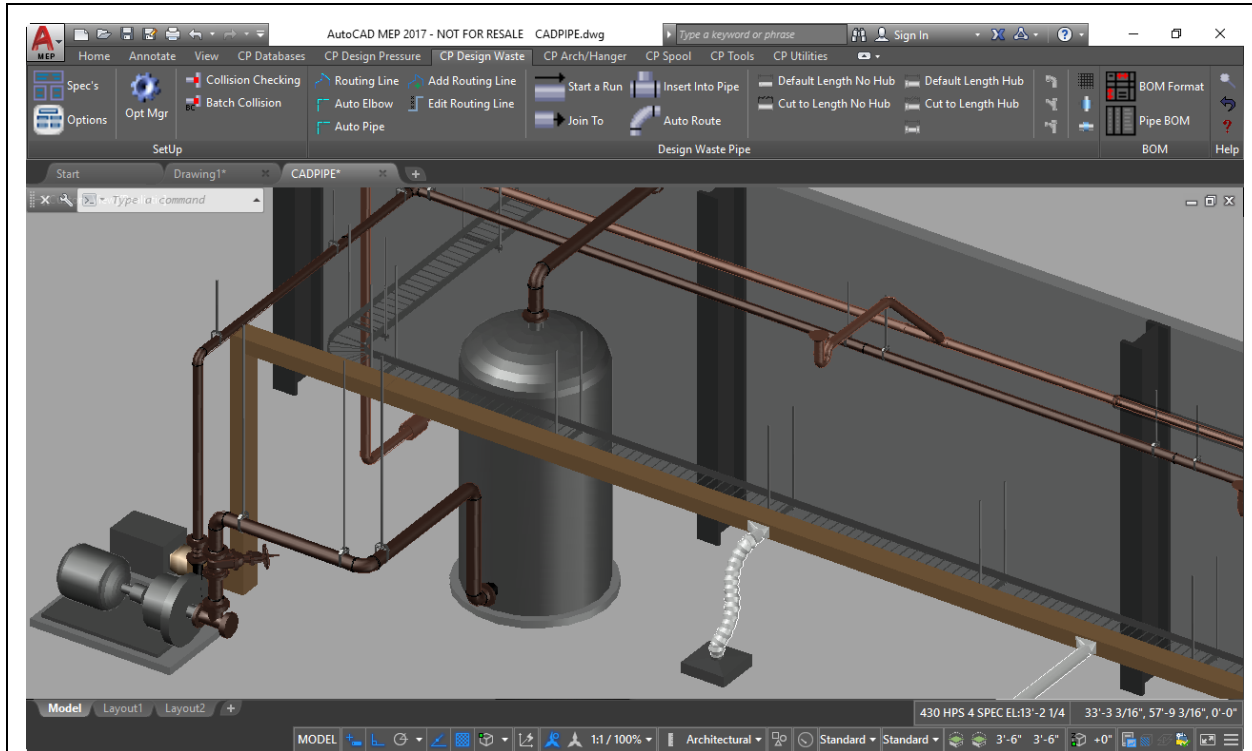 AutoCAD MEP 2017 - NOT FOR RESALE CADPIPE.dwg Type a keyword or phrase Sign In
MEP Home Annotate View CP Databases CP Design Pressure CP Design Waste CP Arch/Hanger CP Spool CP Tools CP Utilities
Spec's Collision Checking Routing Line Add Routing Line Start a Run Insert Into Pipe Default Length No Hub Default Length Hub BOM Format
Opt Mgr BC Batch Collision Auto Elbow Edit Routing Line Cut to Length No Hub Cut to Length Hub
Options Auto Pipe Join To Auto Route Pipe BOM
SetUp Design Waste Pipe BOM Help
Start Drawing1* CADPIPE*
Type a command
Model Layout1 Layout2 430 HPS 4 SPEC EL:13'-2 1/4 33'-3 3/16", 57'-9 3/16", 0'-0"
MODEL 1:1 / 100% Architectural Standard Standard 3'-6" 3'-6" +0"